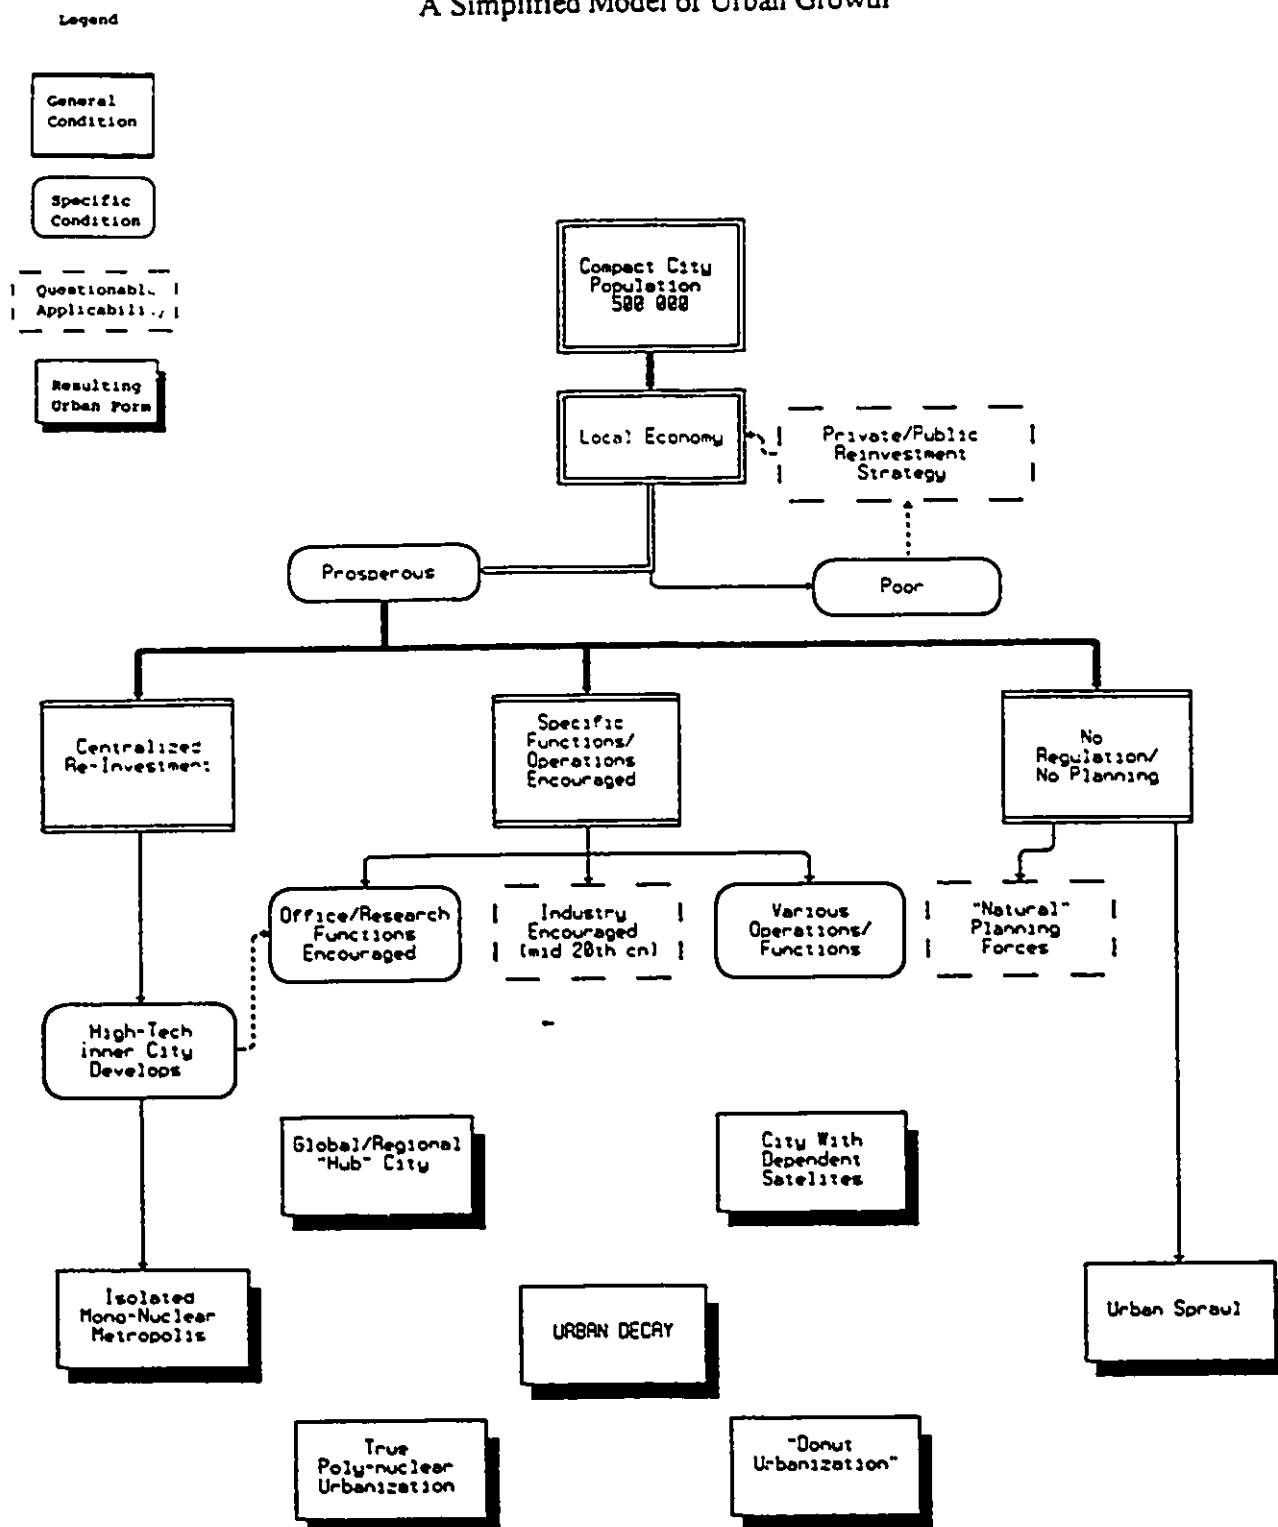 A Simplified Model of Urban Growth
Legend
General
Condition
Specific
Condition
Questionabl
Applicabili
Resulting
Urban Form
Compact City
Population
500 000
Local Economy
Private/Public
Reinvestment
Strategy
Prosperous
Poor
Centralized
Re-Investment
Specific
Functions/
Operations
Encouraged
No
Regulation/
No Planning
Office/Research
Functions
Encouraged
Industry
Encouraged
(mid 20th cn)
Various
Operations/
Functions
"Natural"
Planning
Forces
High-Tech
inner City
Develops
Global/Regional
"Hub" City
City With
Dependent
Satelites
Isolated
Mono-Nuclear
Metropolis
URBAN DECAY
Urban Sprawl
True
Poly-nuclear
Urbanization
"Donut
Urbanization"